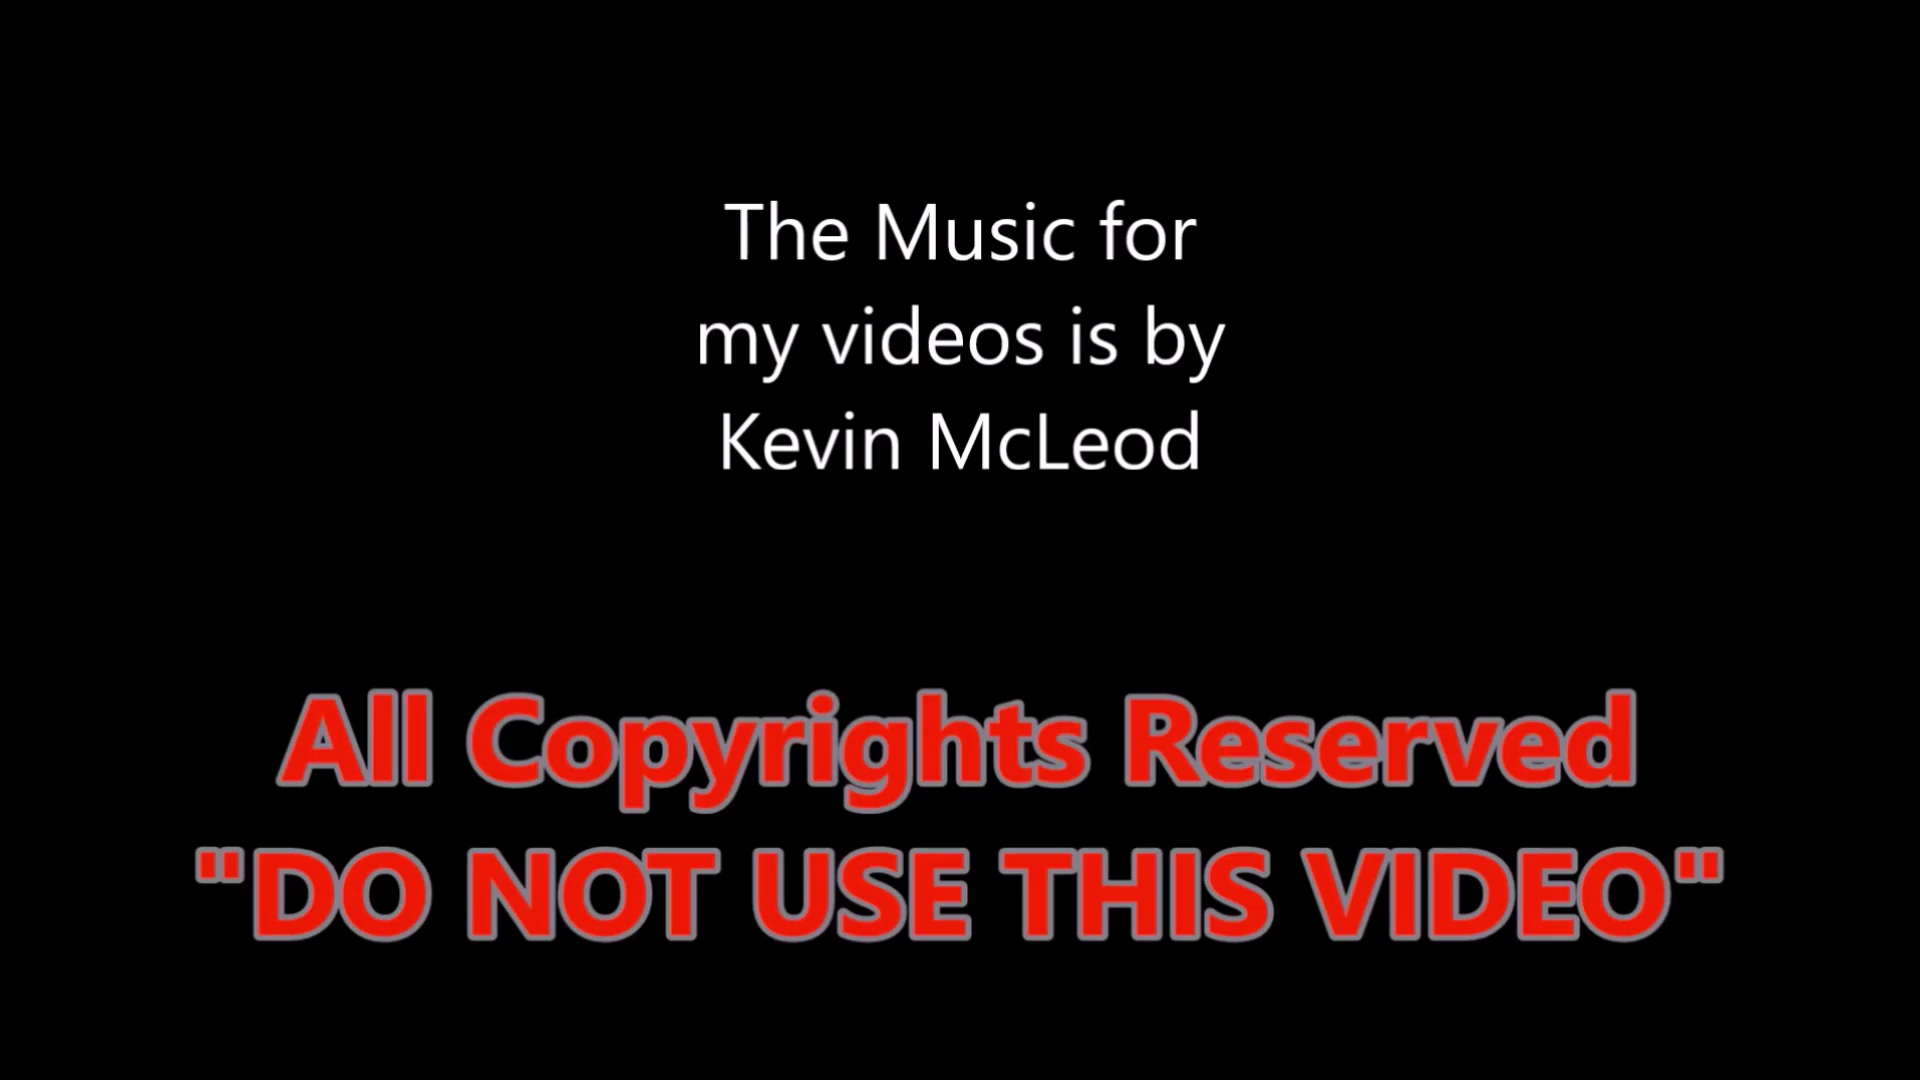 The Music for
my videos is by
Kevin McLeod
All Copyrights Reserved
"DO NOT USE THIS VIDEO"